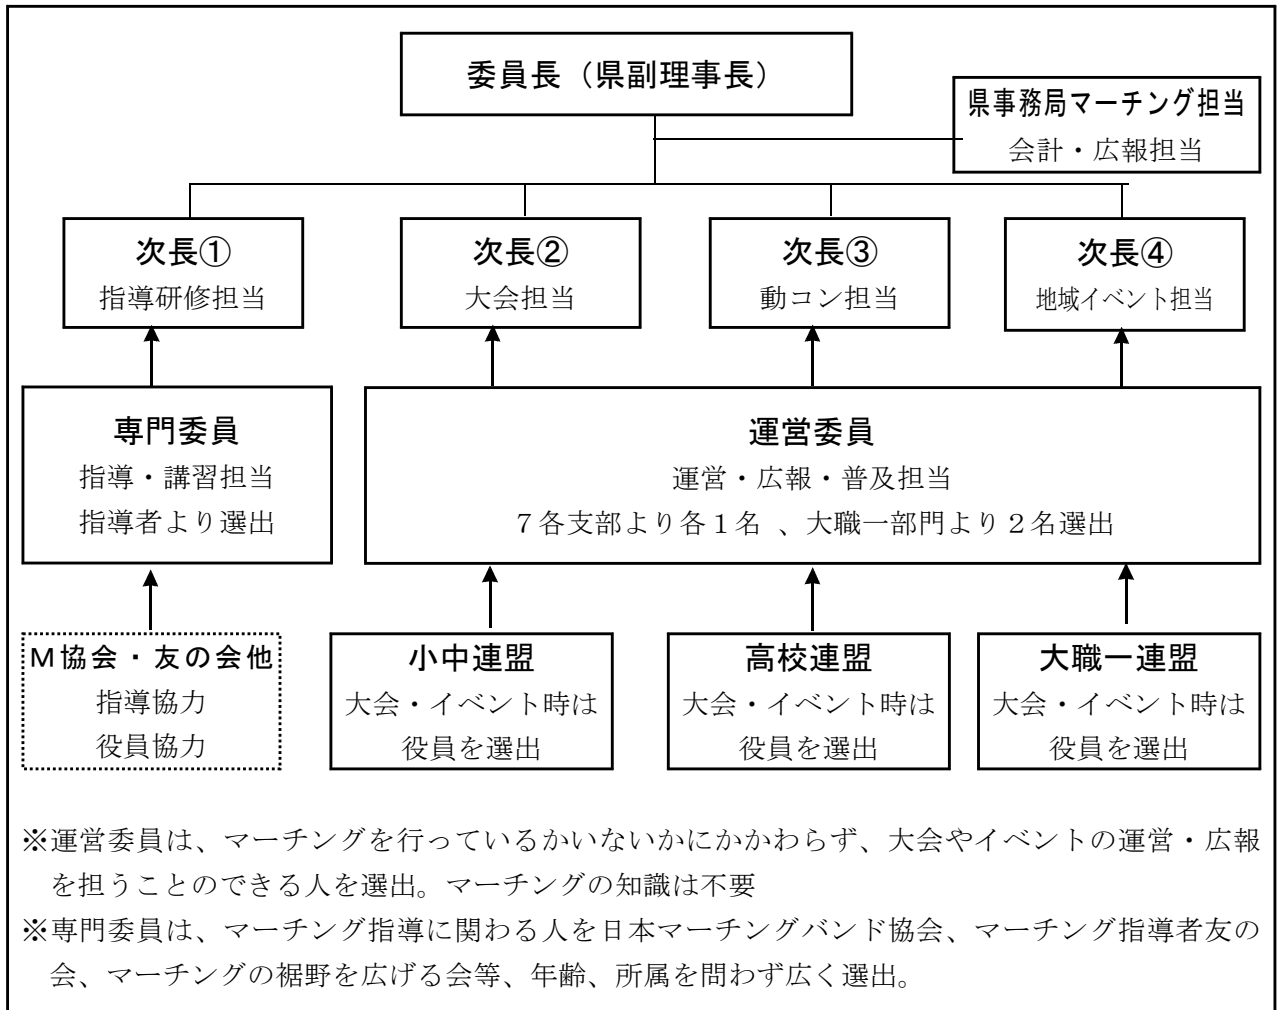 委員長（県副理事長）
県事務局マーチング担当
会計・広報担当
次長①
指導研修担当
次長②
大会担当
次長③
動コン担当
次長④
地域イベント担当
専門委員
指導・講習担当
指導者より選出
運営委員
運営・広報・普及担当
７各支部より各１名 、大職一部門より２名選出
Ｍ協会・友の会他
指導協力
役員協力
小中連盟
大会・イベント時は
役員を選出
高校連盟
大会・イベント時は
役員を選出
大職一連盟
大会・イベント時は
役員を選出
※運営委員は、マーチングを行っているかいないかにかかわらず、大会やイベントの運営・広報
を担うことのできる人を選出。マーチングの知識は不要
※専門委員は、マーチング指導に関わる人を日本マーチングバンド協会、マーチング指導者友の
会、マーチングの裾野を広げる会等、年齢、所属を問わず広く選出。